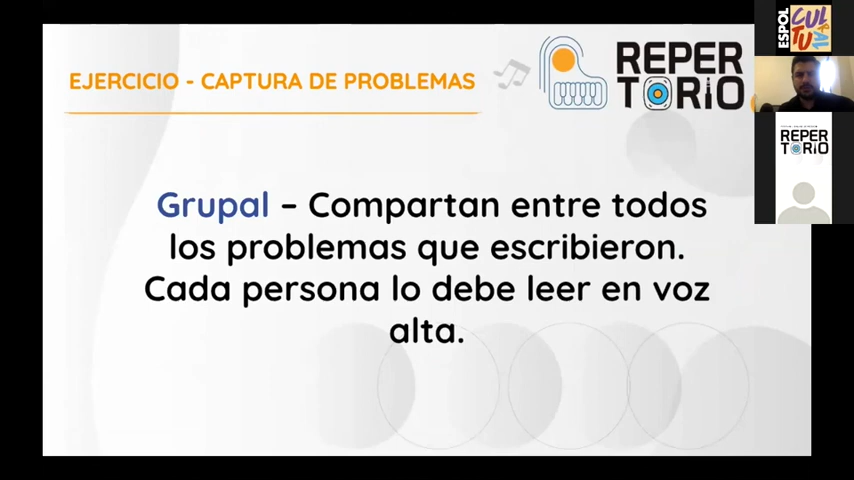 EJERCICIO - CAPTURA DE PROBLEMAS
REPER
TORIO
Grupal – Compartan entre todos
los problemas que escribieron.
Cada persona lo debe leer en voz
alta.
ESPOL
CUL
TU
RAL
REPER
TORIO